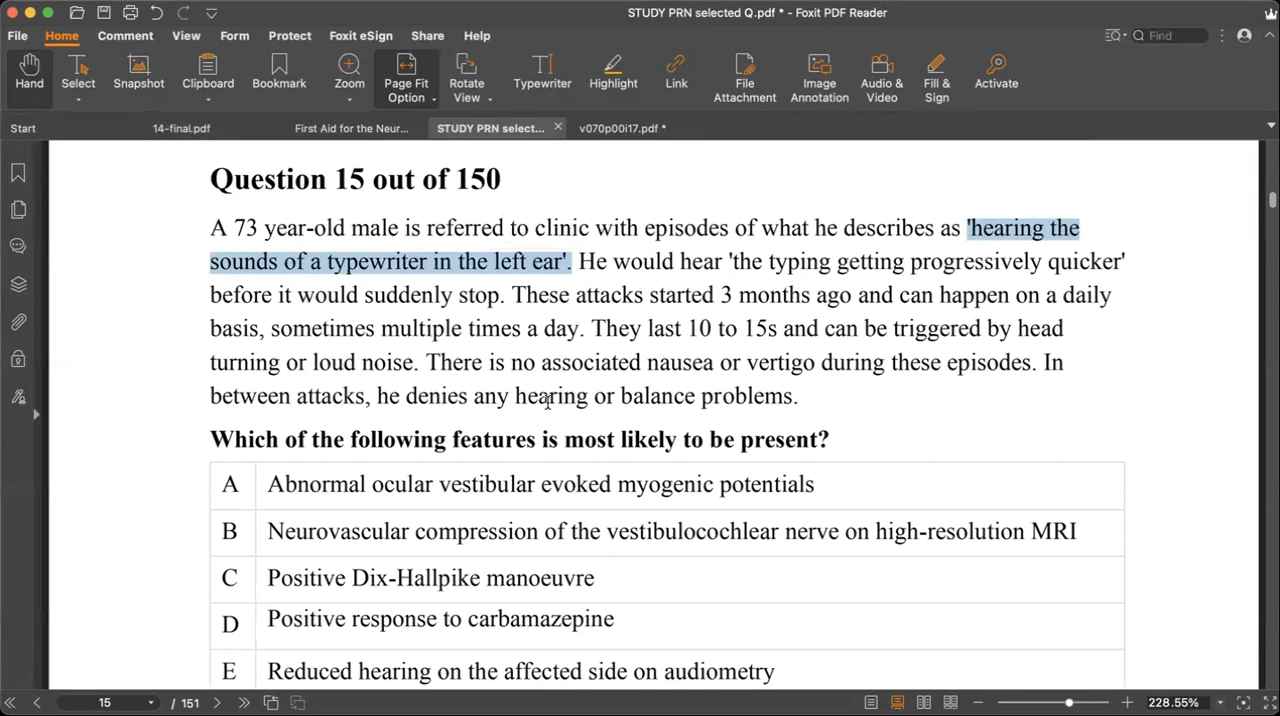 STUDY PRN selected Q.pdf * - Foxit PDF Reader
File Home Comment View Form Protect Foxit eSign Share Help
Find
Hand Select Snapshot Clipboard Bookmark Zoom Page Fit Option Rotate View Typewriter Highlight Link File Attachment Image Annotation Audio & Video Fill & Sign Activate
Start 14-final.pdf First Aid for the Neur... STUDY PRN select... v070p00i17.pdf *
Question 15 out of 150
A 73 year-old male is referred to clinic with episodes of what he describes as 'hearing the
sounds of a typewriter in the left ear'. He would hear 'the typing getting progressively quicker'
before it would suddenly stop. These attacks started 3 months ago and can happen on a daily
basis, sometimes multiple times a day. They last 10 to 15s and can be triggered by head
turning or loud noise. There is no associated nausea or vertigo during these episodes. In
between attacks, he denies any hearing or balance problems.
Which of the following features is most likely to be present?
A Abnormal ocular vestibular evoked myogenic potentials
B Neurovascular compression of the vestibulocochlear nerve on high-resolution MRI
C Positive Dix-Hallpike manoeuvre
D Positive response to carbamazepine
E Reduced hearing on the affected side on audiometry
15 / 151 228.55%